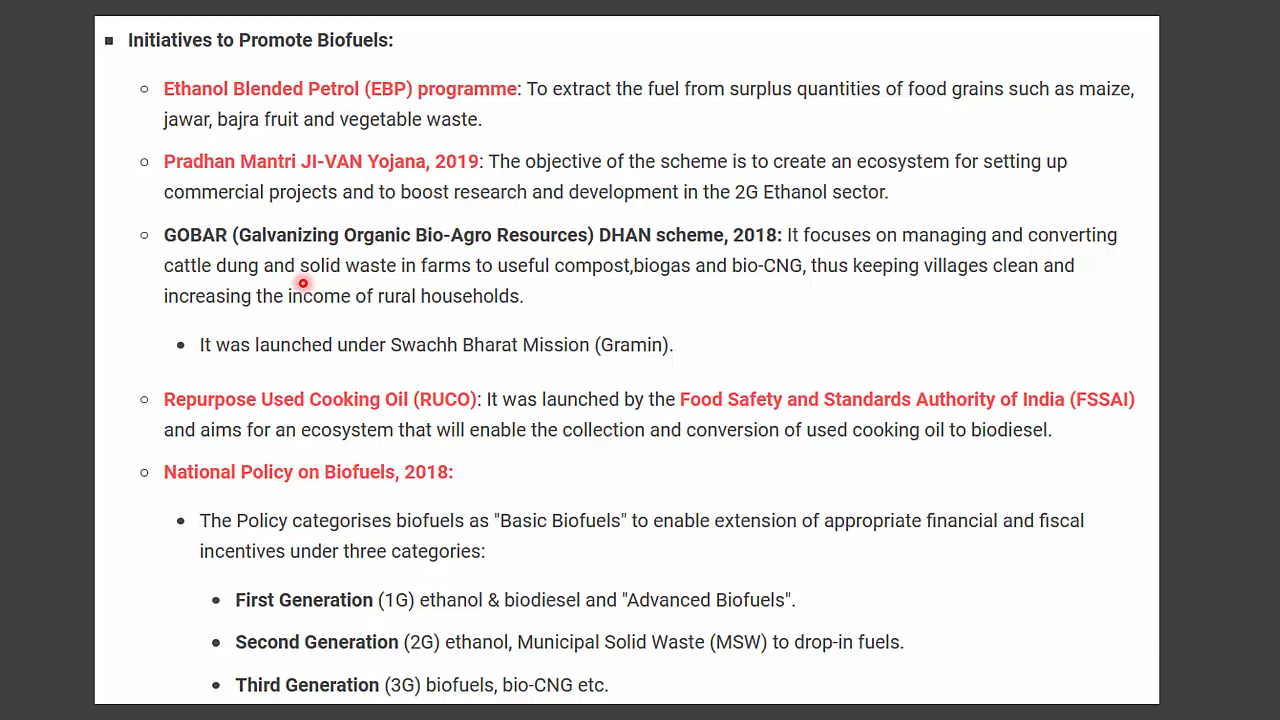 Initiatives to Promote Biofuels:
Ethanol Blended Petrol (EBP) programme: To extract the fuel from surplus quantities of food grains such as maize,
jawar, bajra fruit and vegetable waste.
Pradhan Mantri JI-VAN Yojana, 2019: The objective of the scheme is to create an ecosystem for setting up
commercial projects and to boost research and development in the 2G Ethanol sector.
GOBAR (Galvanizing Organic Bio-Agro Resources) DHAN scheme, 2018: It focuses on managing and converting
cattle dung and solid waste in farms to useful compost,biogas and bio-CNG, thus keeping villages clean and
increasing the income of rural households.
It was launched under Swachh Bharat Mission (Gramin).
Repurpose Used Cooking Oil (RUCO): It was launched by the Food Safety and Standards Authority of India (FSSAI)
and aims for an ecosystem that will enable the collection and conversion of used cooking oil to biodiesel.
National Policy on Biofuels, 2018:
The Policy categorises biofuels as "Basic Biofuels" to enable extension of appropriate financial and fiscal
incentives under three categories:
First Generation (1G) ethanol & biodiesel and "Advanced Biofuels".
Second Generation (2G) ethanol, Municipal Solid Waste (MSW) to drop-in fuels.
Third Generation (3G) biofuels, bio-CNG etc.